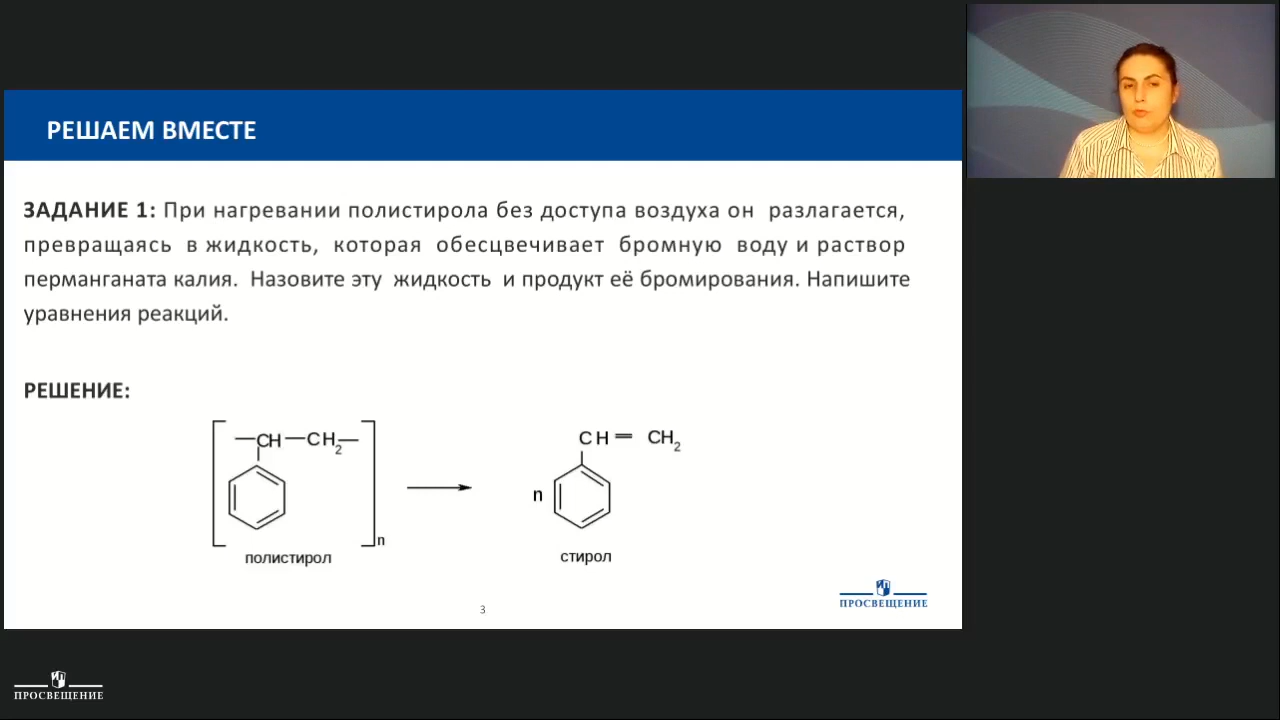 РЕШАЕМ ВМЕСТЕ
ЗАДАНИЕ 1: При нагревании полистирола без доступа воздуха он разлагается,
превращаясь в жидкость, которая обесцвечивает бромную воду и раствор
перманганата калия. Назовите эту жидкость и продукт её бромирования. Напишите
уравнения реакций.
РЕШЕНИЕ:
—CH—CH2—
n
полистирол
CH = CH2
n
стирол
3
ПРОСВЕЩЕНИЕ
ПРОСВЕЩЕНИЕ